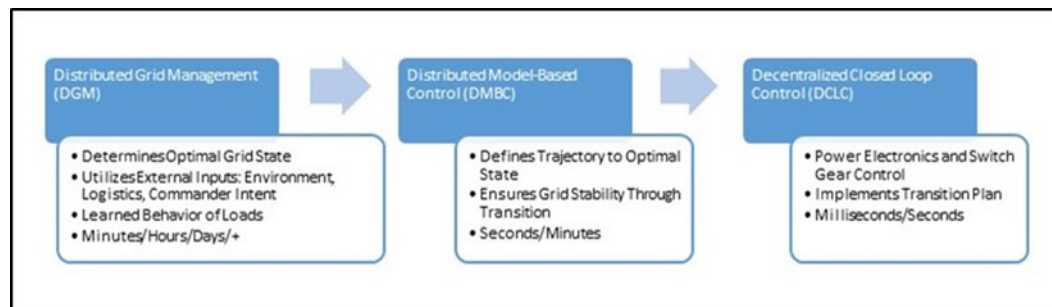 Distributed Grid Management
(DGM)
• Determines Optimal Grid State
• Utilizes External Inputs: Environment,
Logistics, Commander Intent
• Learned Behavior of Loads
• Minutes/Hours/Days/+
Distributed Model-Based
Control (DMBC)
• Defines Trajectory to Optimal
State
• Ensures Grid Stability Through
Transition
• Seconds/Minutes
Decentralized Closed Loop
Control (DCLC)
• Power Electronics and Switch
Gear Control
• Implements Transition Plan
• Milliseconds/Seconds